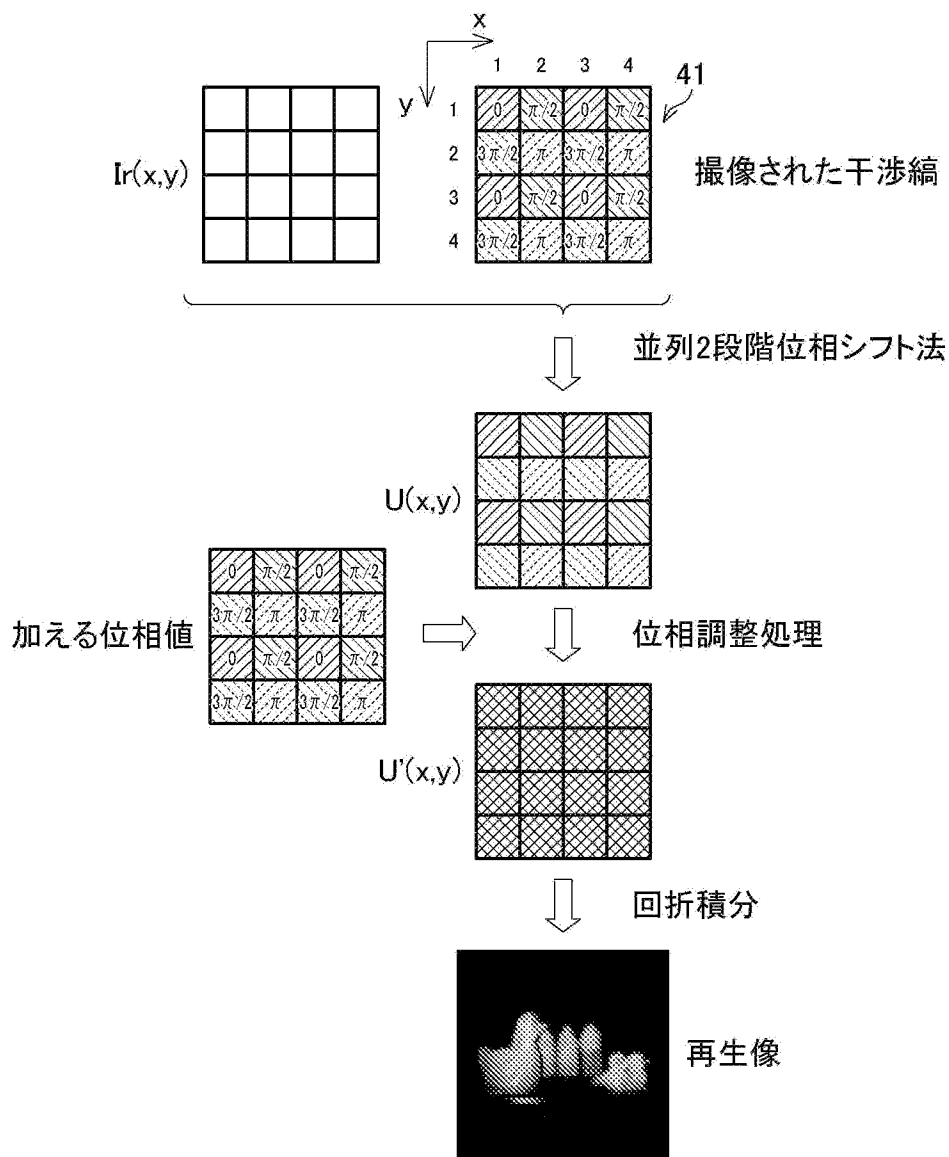 x
1 2 3 4
41
y
Ir(x,y)
1 0 π/2 0 π/2
2 3π/2 π 3π/2 π
3 0 π/2 0 π/2
4 3π/2 π 3π/2 π
撮像された干渉縞
並列2段階位相シフト法
U(x,y)
加える位相値
0 π/2 0 π/2
3π/2 π 3π/2 π
0 π/2 0 π/2
3π/2 π 3π/2 π
位相調整処理
U'(x,y)
回折積分
再生像